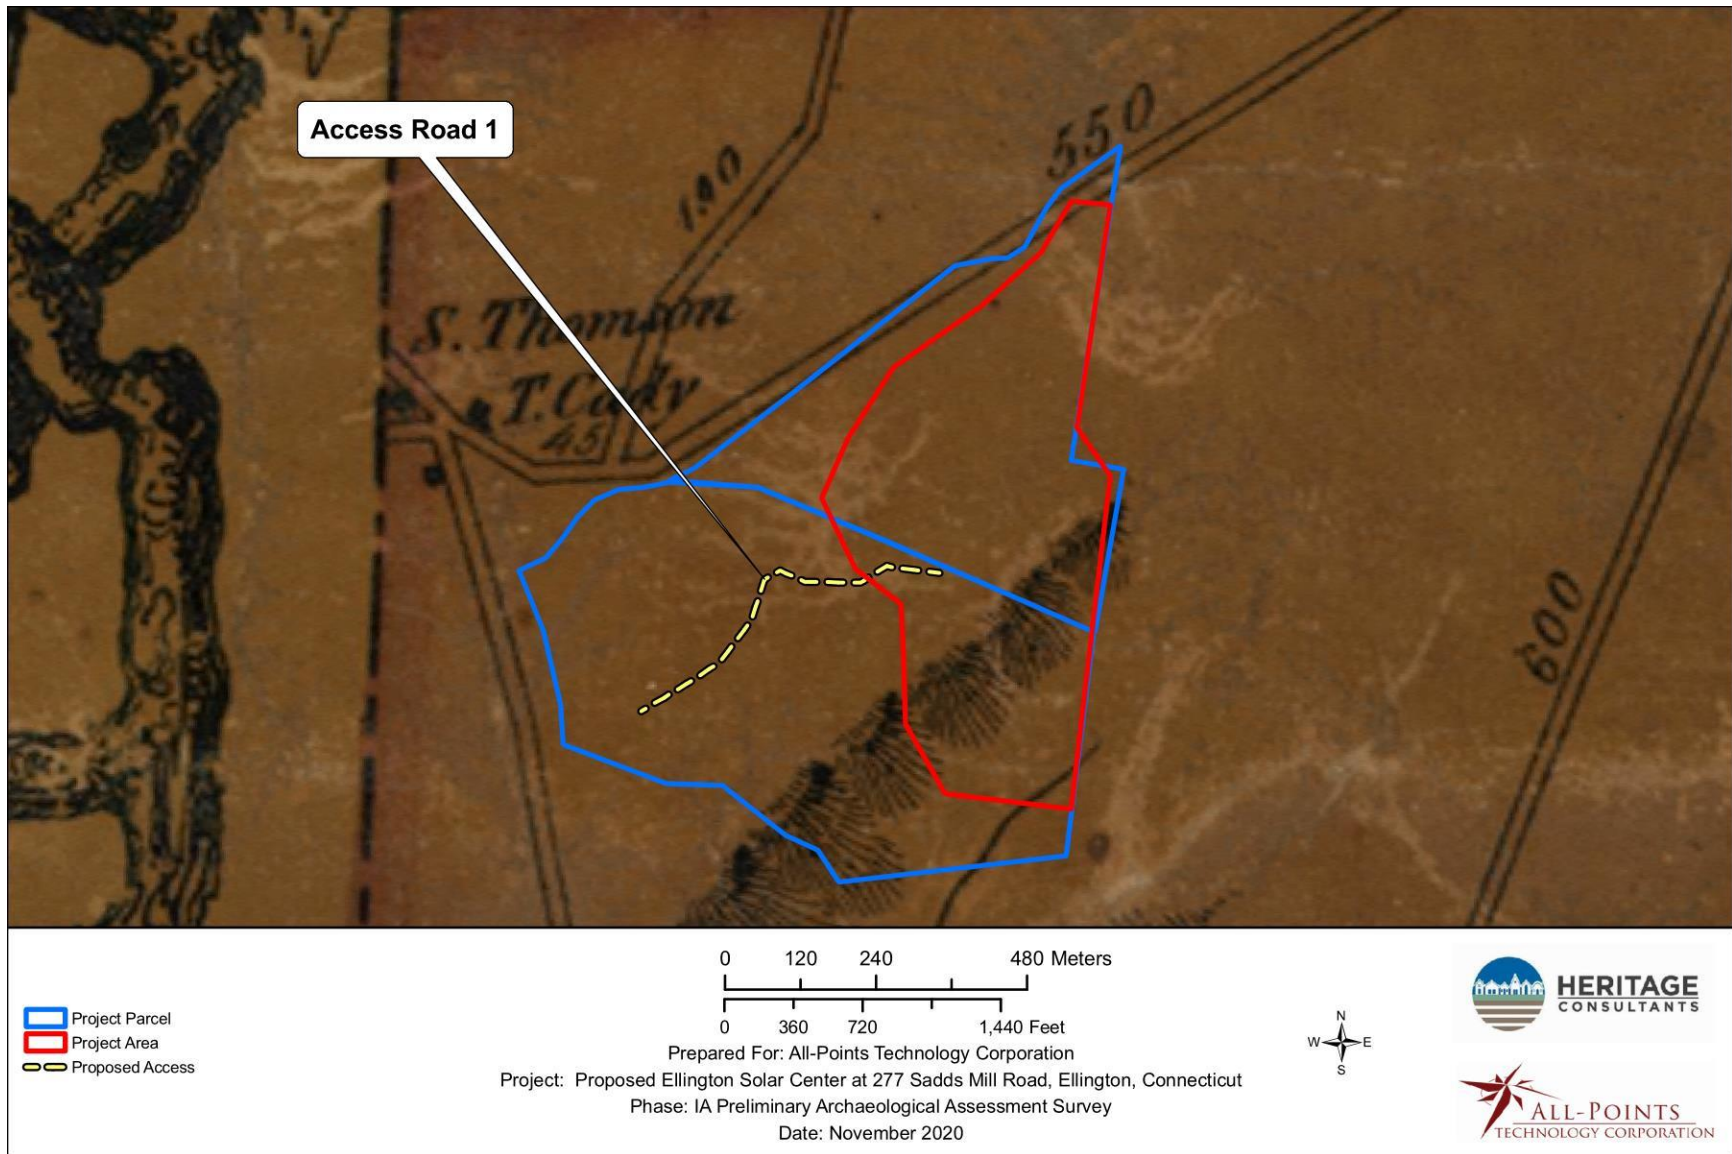 Access Road 1
550
140
S. Thomson
T. Cady
45
600
0 120 240 480 Meters
0 360 720 1,440 Feet
Project Parcel
Project Area
Proposed Access
Prepared For: All-Points Technology Corporation
Project: Proposed Ellington Solar Center at 277 Sadds Mill Road, Ellington, Connecticut
Phase: IA Preliminary Archaeological Assessment Survey
Date: November 2020
N
W E
S
HERITAGE
CONSULTANTS
ALL-POINTS
TECHNOLOGY CORPORATION